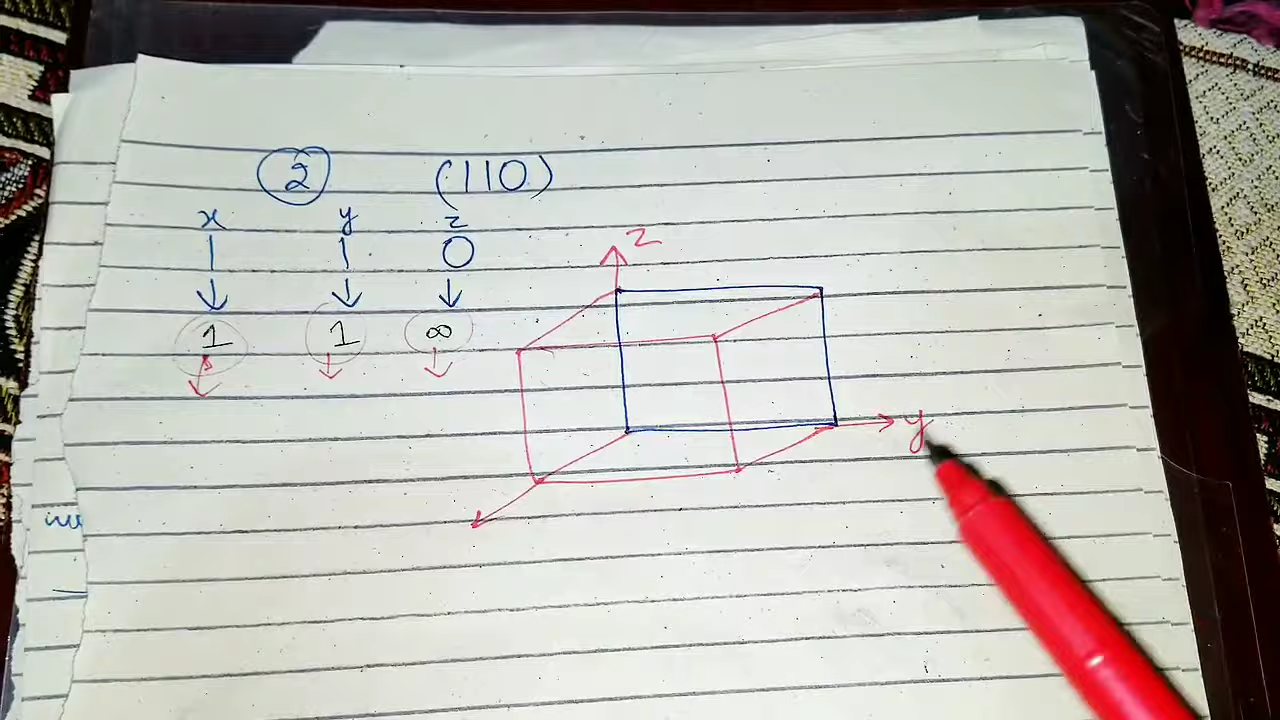 2 (110)
x y z
1 1 0
↓ ↓ ↓
1 1 ∞
↓ ↓ ↓
z
y